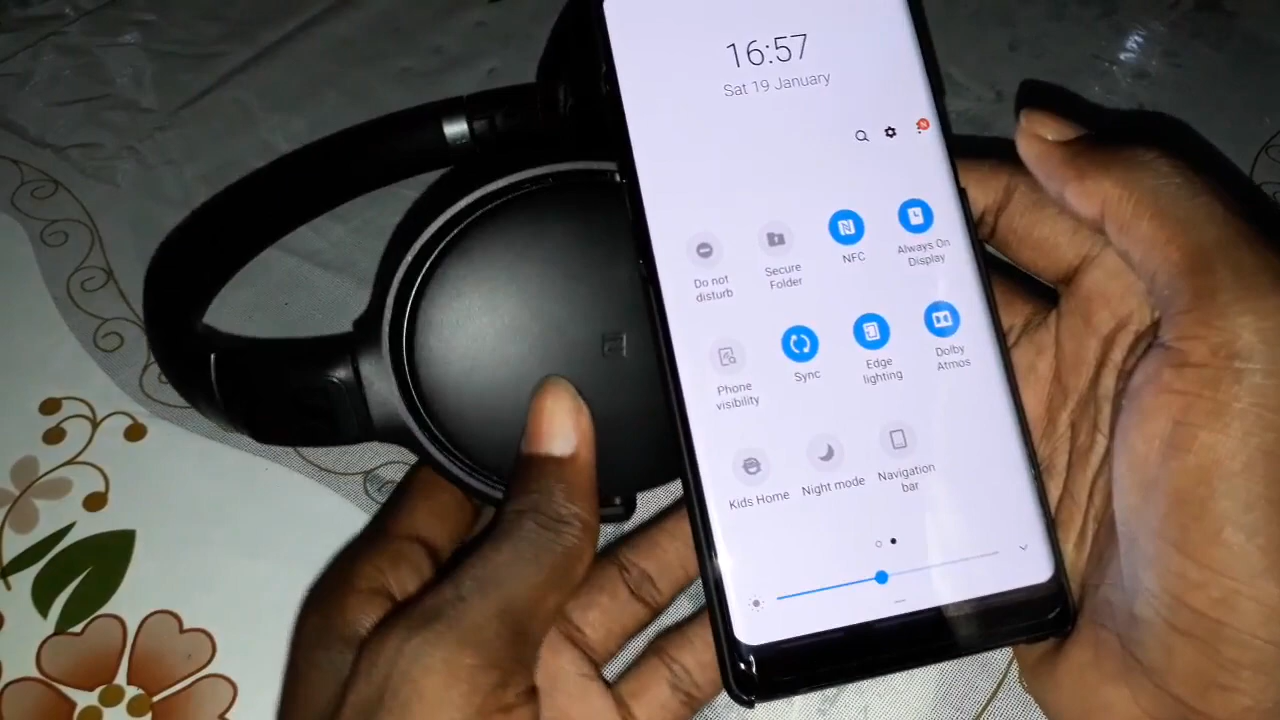 16:57
Sat 19 January
N
Do not
disturb
Secure
Folder
NFC
Always On
Display
Phone
visibility
Sync
Edge
lighting
Dolby
Atmos
Kids Home
Night mode
Navigation
bar